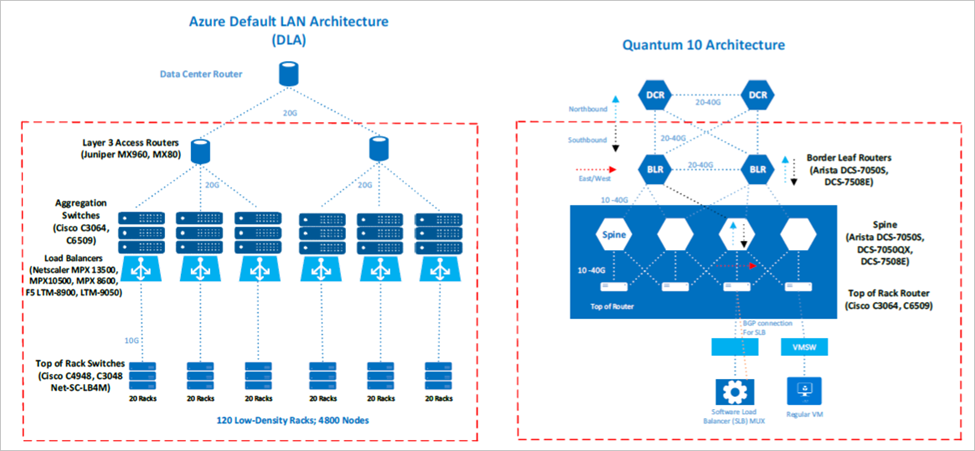 Azure Default LAN Architecture
(DLA)
Data Center Router
20G
Layer 3 Access Routers
(Juniper MX960, MX80)
20G
20G
Aggregation
Switches
(Cisco C3064,
C6509)
Load Balancers
(Netscaler MPX 13500,
MPX10500, MPX 8600,
F5 LTM-8900, LTM-9050)
10G
Top of Rack Switches
(Cisco C4948, C3048
Net-SC-LB4M)
20 Racks
20 Racks
20 Racks
20 Racks
20 Racks
20 Racks
120 Low-Density Racks; 4800 Nodes
Quantum 10 Architecture
DCR
20-40G
DCR
Northbound
Southbound
20-40G
20-40G
East/West
BLR
20-40G
BLR
Border Leaf Routers
(Arista DCS-7050S,
DCS-7508E)
10 -40G
Spine
Spine
(Arista DCS-7050S,
DCS-7050QX,
DCS-7508E)
10 -40G
Top of Router
Top of Rack Router
(Cisco C3064, C6509)
BGP connection
For SLB
VMSW
Software Load
Balancer (SLB) MUX
Regular VM